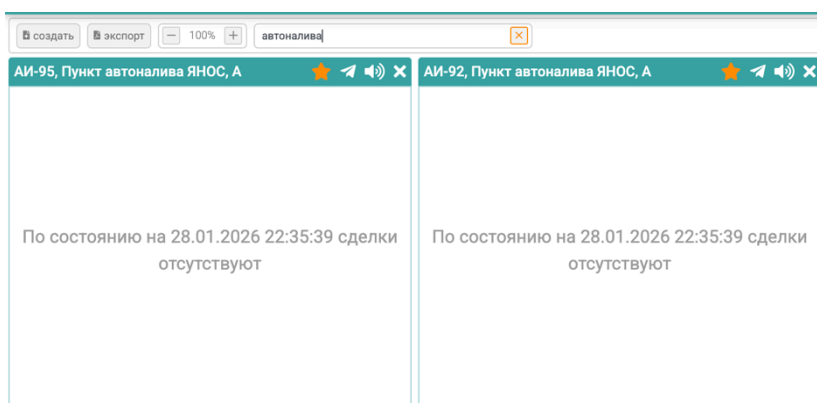 создать экспорт 100% автоналива
АИ-95, Пункт автоналива ЯНОС, А
АИ-92, Пункт автоналива ЯНОС, А
По состоянию на 28.01.2026 22:35:39 сделки
отсутствуют
По состоянию на 28.01.2026 22:35:39 сделки
отсутствуют